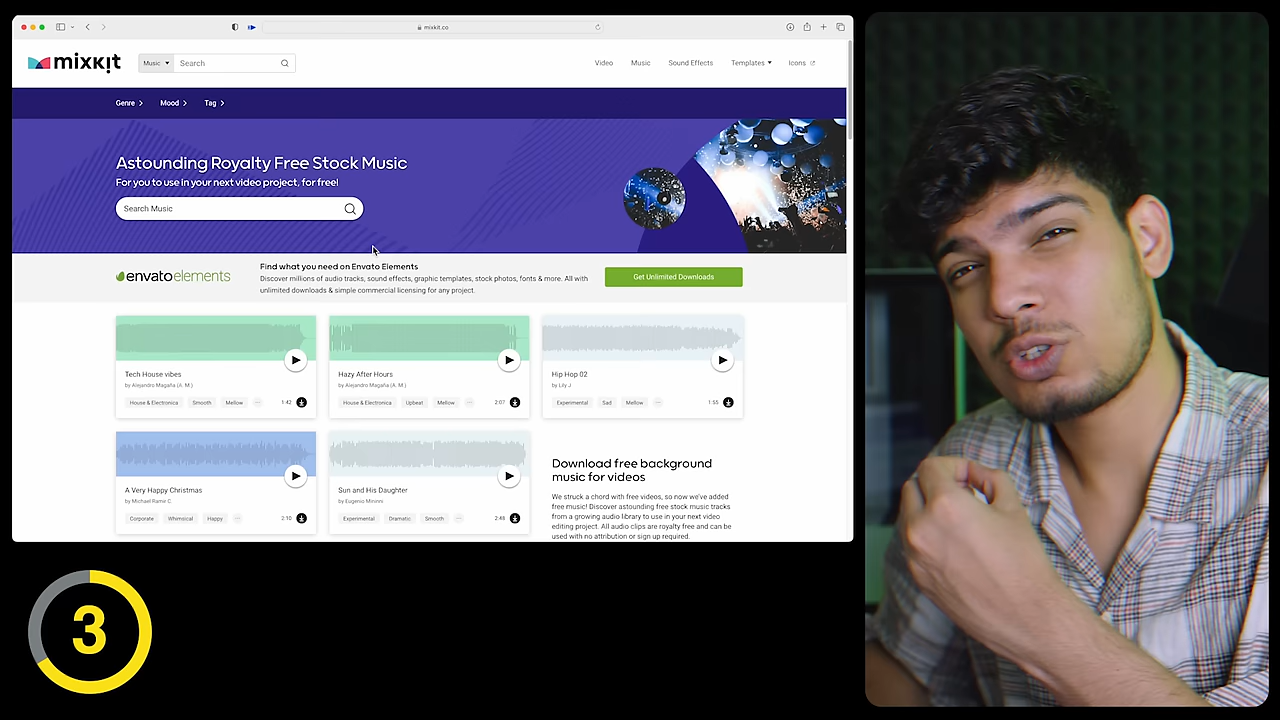 mixkit.co
mixkit
Music
Search
Video
Music
Sound Effects
Templates
Icons
Genre
Mood
Tag
Astounding Royalty Free Stock Music
For you to use in your next video project, for free!
Search Music
envatoelements
Find what you need on Envato Elements
Discover millions of audio tracks, sound effects, graphic templates, stock photos, fonts & more. All with
unlimited downloads & simple commercial licensing for any project.
Get Unlimited Downloads
Tech House vibes
by Alejandro Magaña (A. M.)
House & Electronica
Smooth
Mellow
1:42
Hazy After Hours
by Alejandro Magaña (A. M.)
House & Electronica
Upbeat
Mellow
2:07
Hip Hop 02
by Lily J.
Experimental
Sad
Mellow
1:55
A Very Happy Christmas
by Michael Ramir C.
Corporate
Whimsical
Happy
2:10
Sun and His Daughter
by Eugenio Mininni
Experimental
Dramatic
Smooth
2:48
Download free background
music for videos
We struck a chord with free videos, so now we've added
free music! Discover astounding free stock music tracks
from a growing audio library to use in your next video
editing project. All audio clips are royalty free and can be
used with no attribution or sign up required.
3